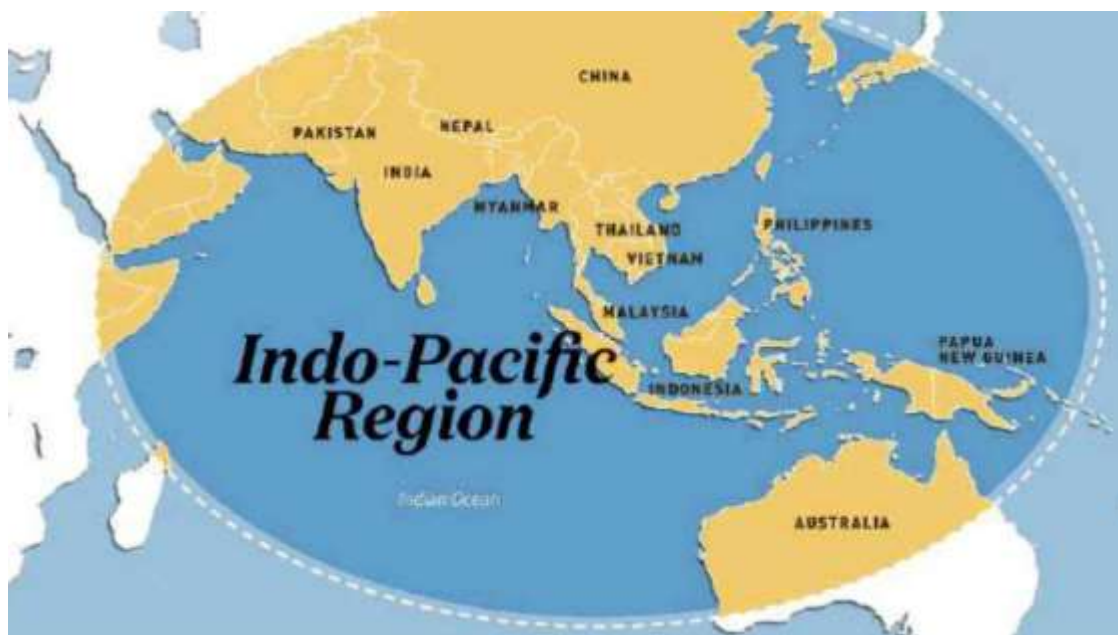 CHINA
PAKISTAN
NEPAL
INDIA
MYANMAR
THAILAND
PHILIPPINES
VIETNAM
MALAYSIA
PAPUA
NEW GUINEA
Indo-Pacific
Region
INDONESIA
Indian Ocean
AUSTRALIA